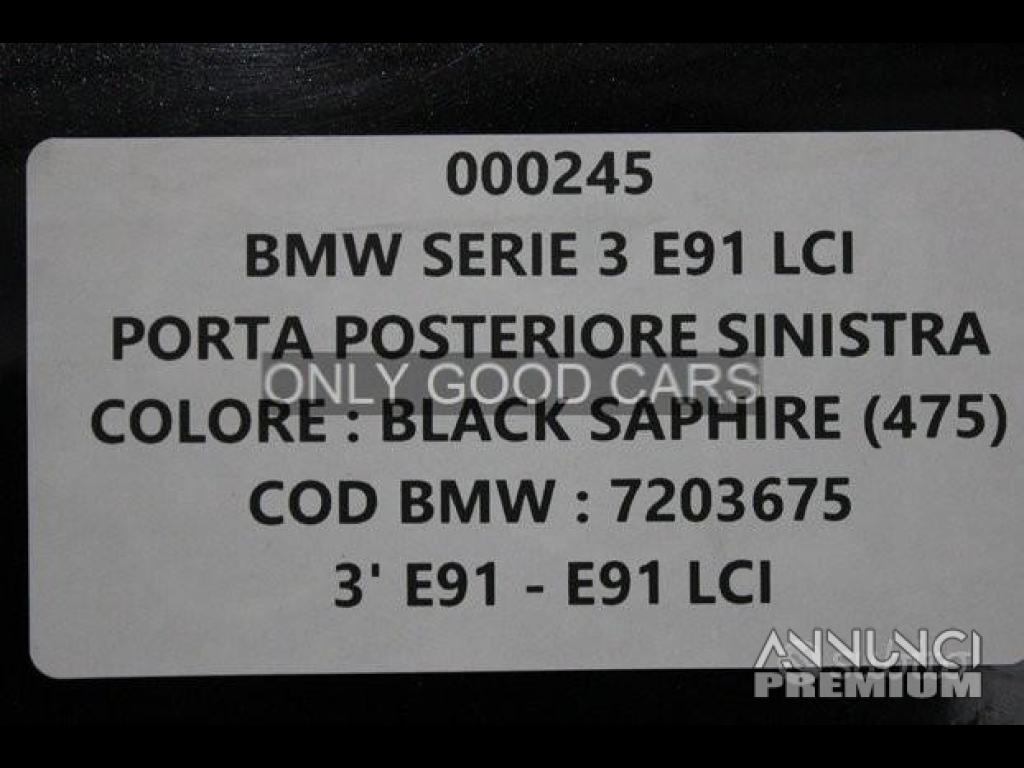 000245
BMW SERIE 3 E91 LCI
PORTA POSTERIORE SINISTRA
ONLY GOOD CARS
COLORE : BLACK SAPHIRE (475)
COD BMW : 7203675
3' E91 - E91 LCI
ANNUNCI
PREMIUM